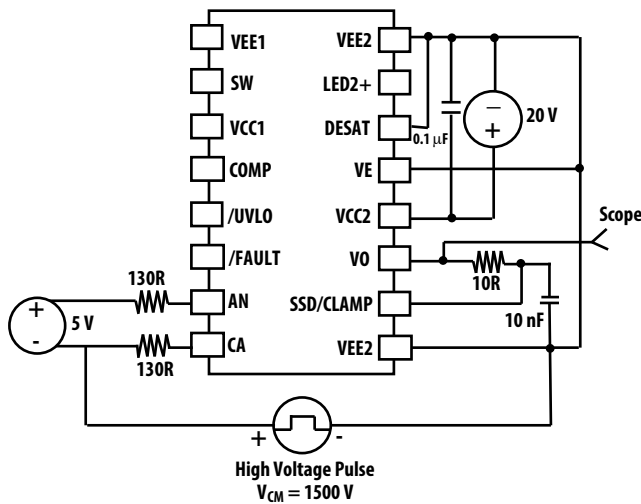 VEE1
VEE2
SW
LED2+
VCC1
DESAT
0.1 μF
− 
+
20 V
COMP
VE
/UVLO
VCC2
Scope
/FAULT
VO
130R
10R
+
-
5 V
AN
SSD/CLAMP
10 nF
130R
CA
VEE2
+
-
High Voltage Pulse
VCM = 1500 V